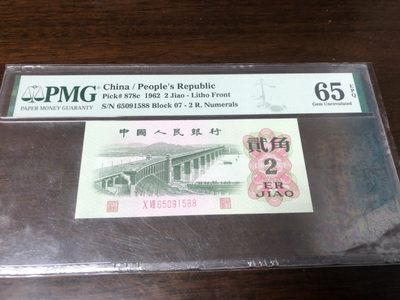 PMG
PAPER MONEY GUARANTY
China / People's Republic
Pick# 878c 1962 2 Jiao - Litho Front
S/N 65091588 Block 07 - 2 R. Numerals
65 EPQ
Gem Uncirculated
中國人民銀行
貳角
2
ER
JIAO
65091588